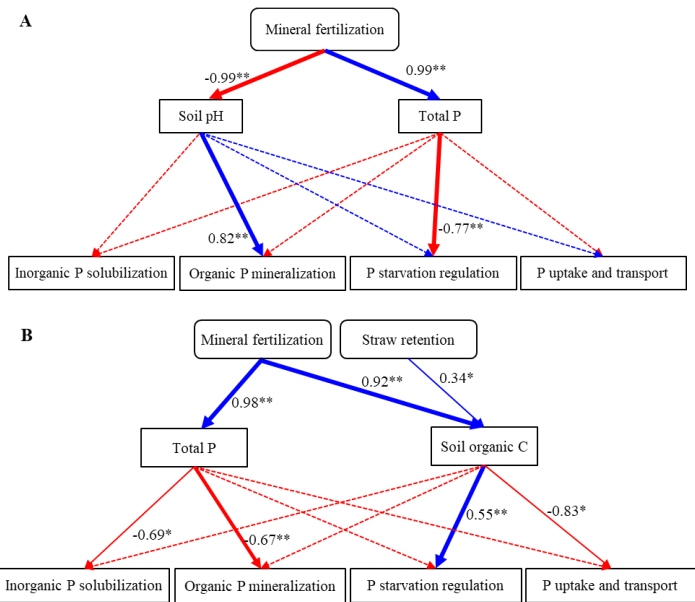 A
Mineral fertilization
-0.99** 0.99**
Soil pH Total P
0.82** -0.77**
Inorganic P solubilization Organic P mineralization P starvation regulation P uptake and transport
B
Mineral fertilization Straw retention
0.98** 0.92** 0.34*
Total P Soil organic C
-0.69* -0.67** 0.55** -0.83*
Inorganic P solubilization Organic P mineralization P starvation regulation P uptake and transport